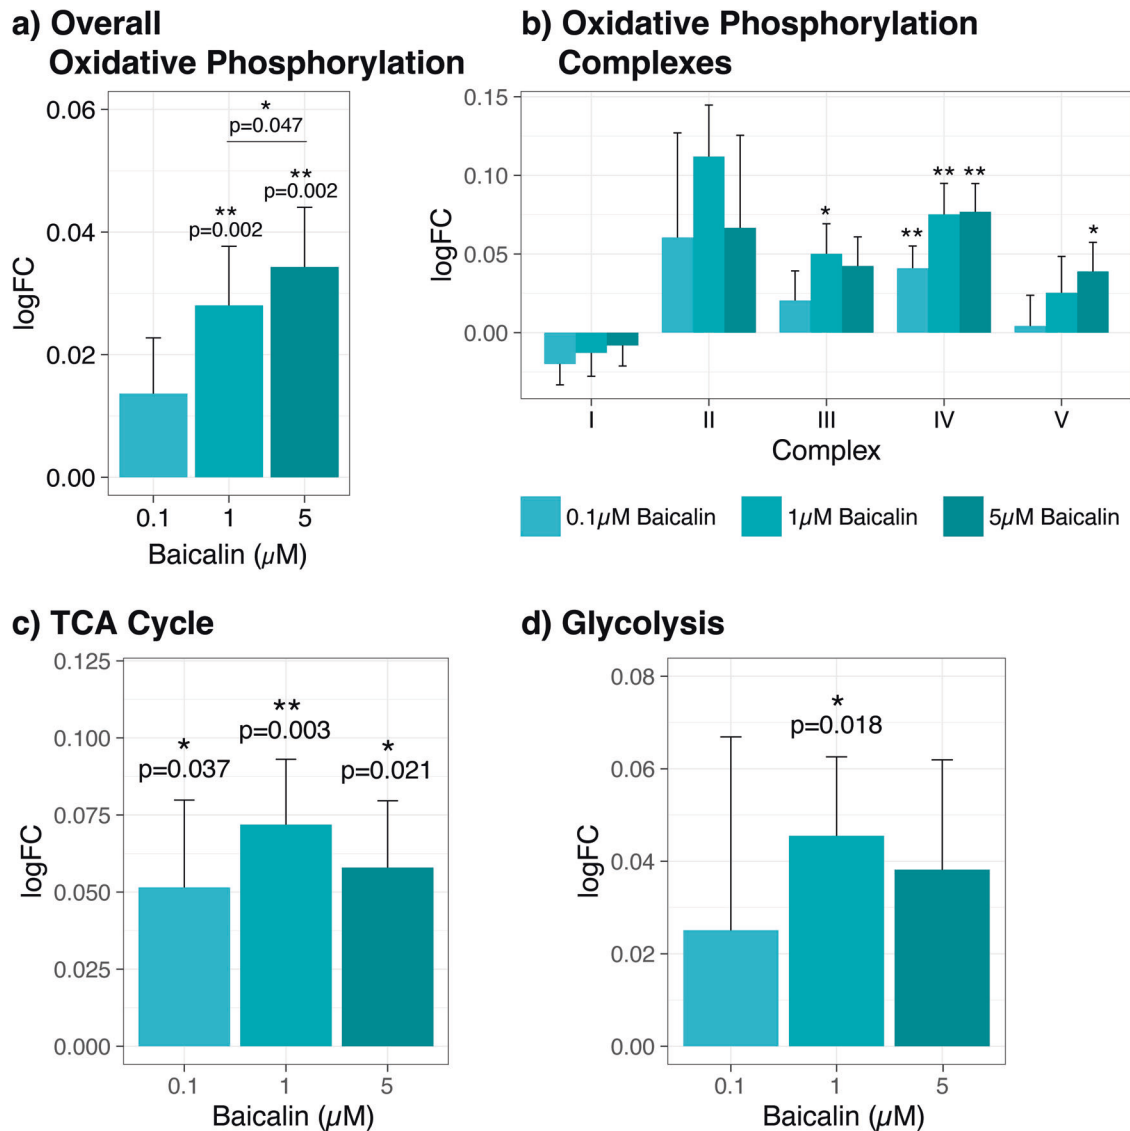 a) Overall
Oxidative Phosphorylation
0.06
0.04
0.02
0.00
logFC
*
p=0.047
**
p=0.002
**
p=0.002
0.1
1
5
Baicalin (µM)
b) Oxidative Phosphorylation
Complexes
0.15
0.10
0.05
0.00
logFC
*
**
**
**
*
I
II
III
IV
V
Complex
0.1µM Baicalin
1µM Baicalin
5µM Baicalin
c) TCA Cycle
0.125
0.100
0.075
0.050
0.025
0.000
logFC
*
p=0.037
**
p=0.003
*
p=0.021
0.1
1
5
Baicalin (µM)
d) Glycolysis
0.08
0.06
0.04
0.02
0.00
logFC
*
p=0.018
0.1
1
5
Baicalin (µM)